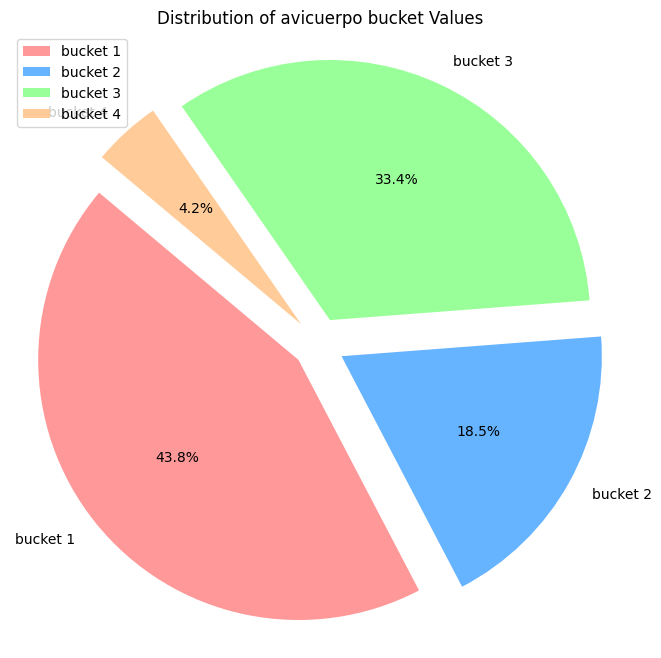 Distribution of avicuerpo bucket Values
bucket 1
bucket 2
bucket 3
bucket 4
bucket 3
33.4%
4.2%
18.5%
43.8%
bucket 2
bucket 1